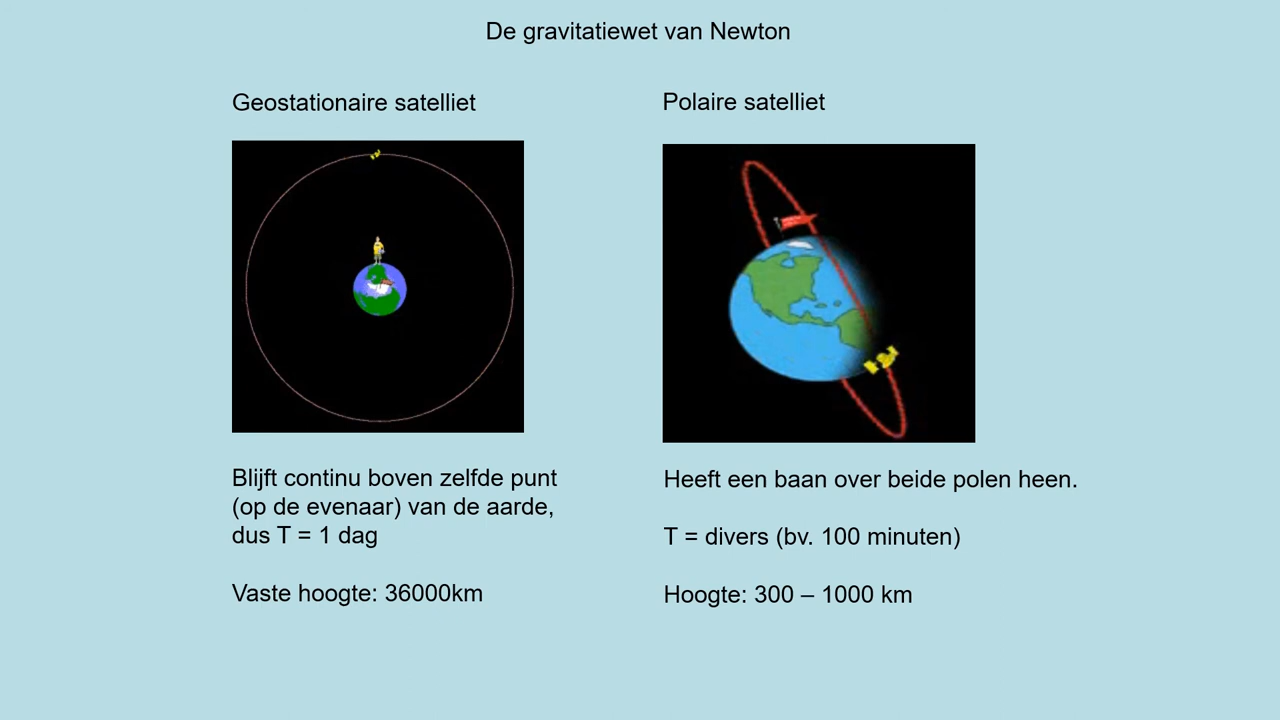 De gravitatiewet van Newton
Geostationaire satelliet
Blijft continu boven zelfde punt
(op de evenaar) van de aarde,
dus T = 1 dag
Vaste hoogte: 36000km
Polaire satelliet
Heeft een baan over beide polen heen.
T = divers (bv. 100 minuten)
Hoogte: 300 – 1000 km